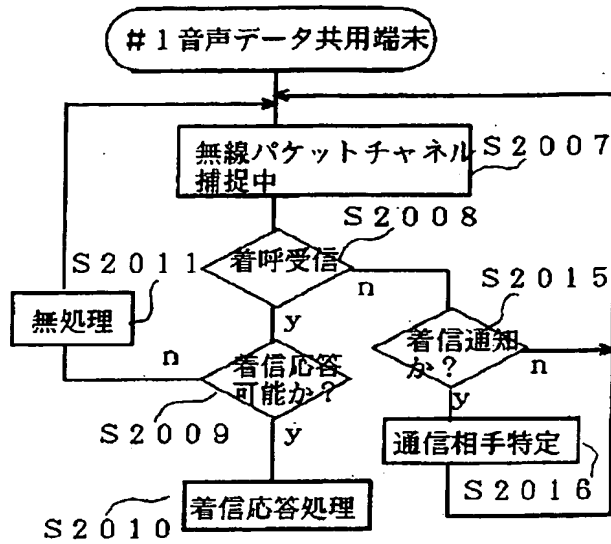 #1音声データ共用端末
無線パケットチャネル
捕捉中
S2007
着呼受信
S2008
n
y
S2011
無処理
n
着信応答
可能か?
S2009
y
S2015
着信通知
か?
n
y
通信相手特定
S2016
着信応答処理
S2010